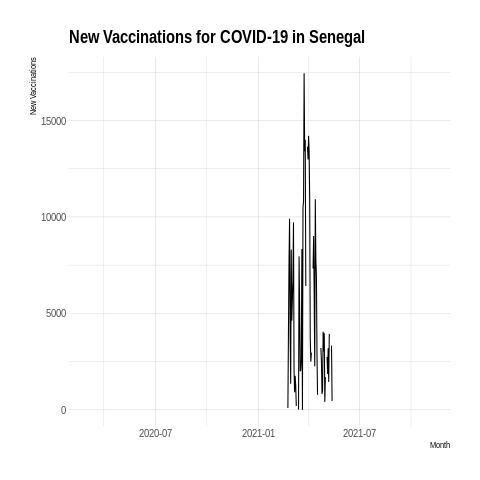 New Vaccinations for COVID-19 in Senegal
New Vaccinations
15000
10000
5000
0
2020-07 2021-01 2021-07
Month